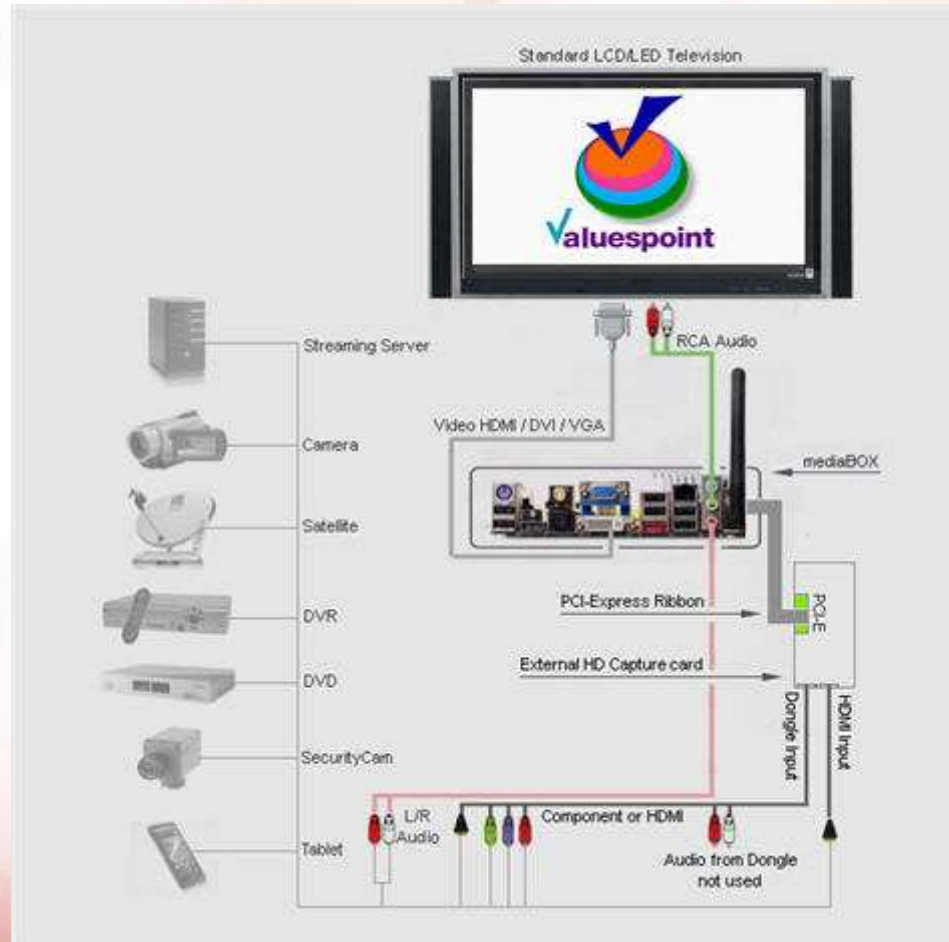 Standard LCD/LED Television
Valuespoint
RCA Audio
Streaming Server
Video HDMI / DVI / VGA
Camera
mediaBOX
Satellite
PCI-Express Ribbon
PCI-E
DVR
External HD Capture card
DVD
Dongle Input
HDMI Input
SecurityCam
L/R
Audio
Component or HDMI
Tablet
Audio from Dongle
not used